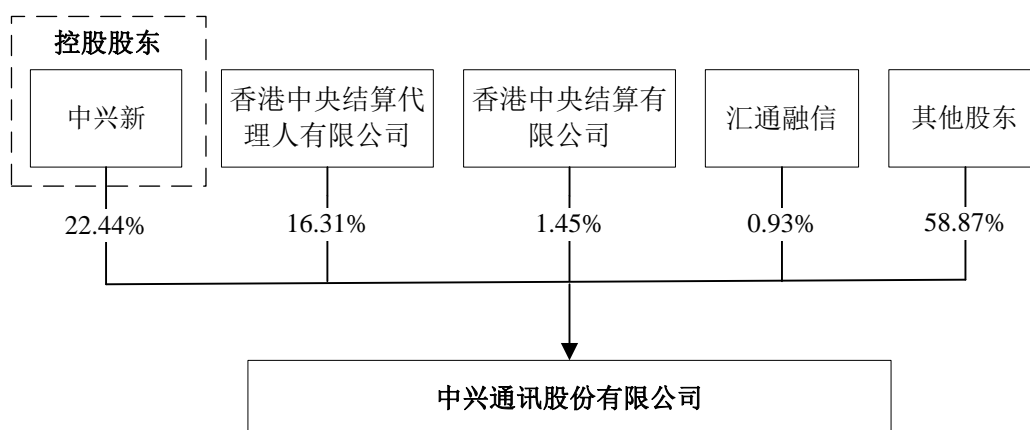 控股股东
中兴新
香港中央结算代
理人有限公司
香港中央结算有
限公司
汇通融信
其他股东
22.44%
16.31%
1.45%
0.93%
58.87%
中兴通讯股份有限公司